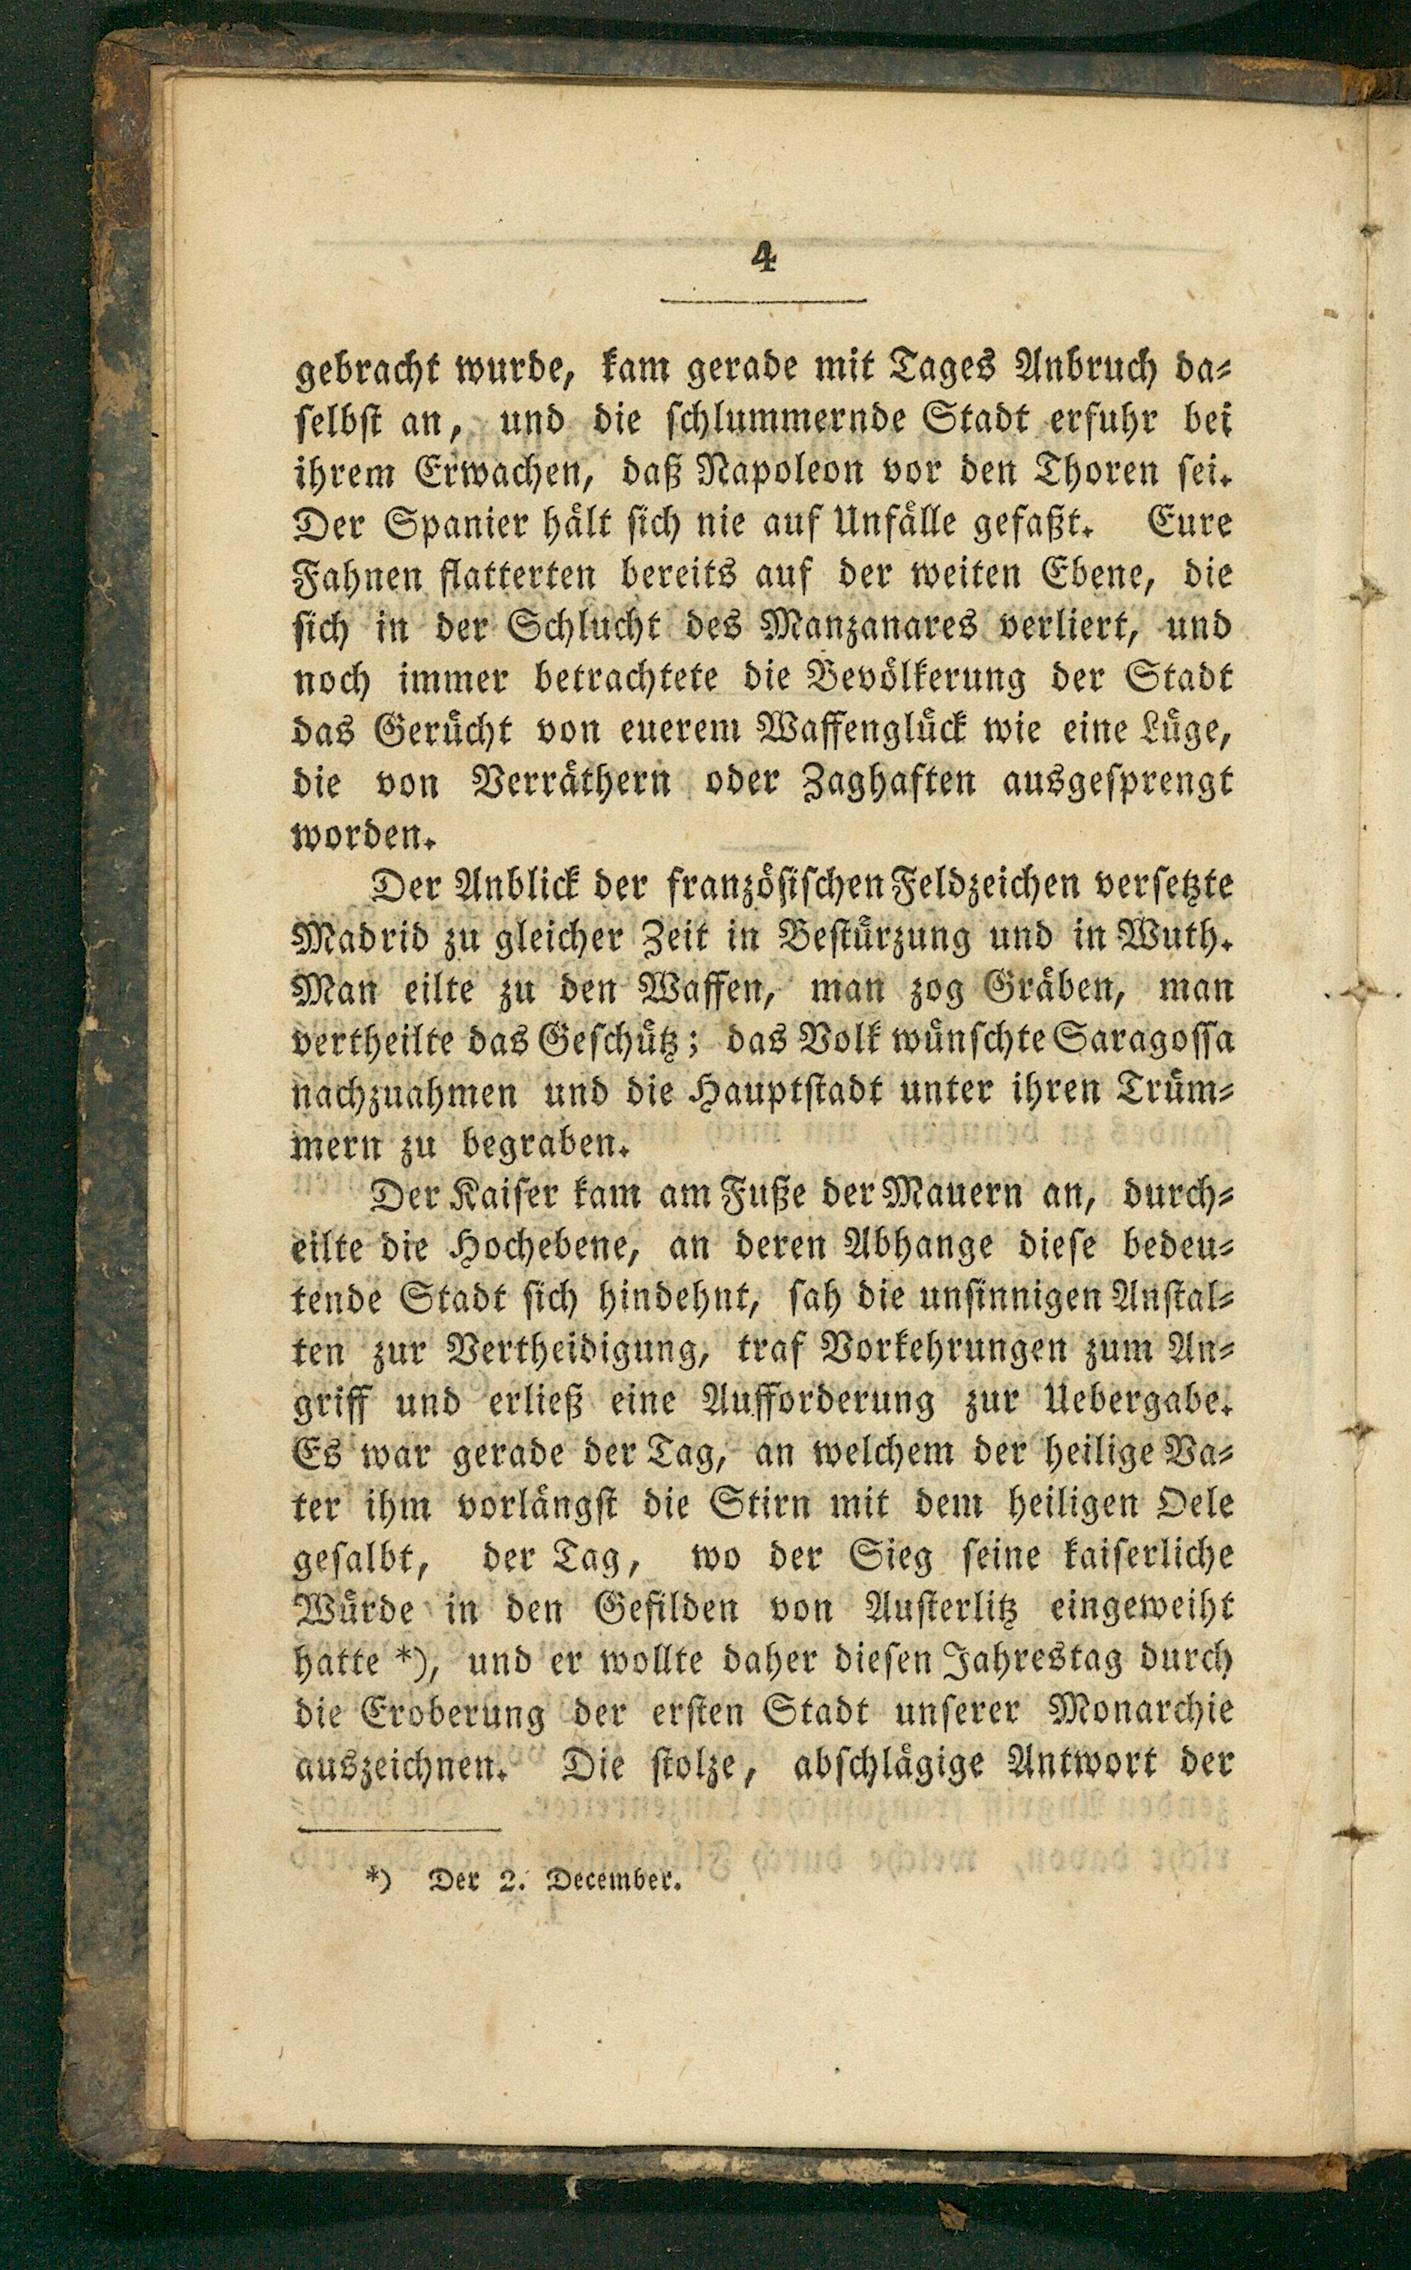 4
gebracht wurde, kam gerade mit Tages Anbruch da-
selbst an, und die schlummernde Stadt erfuhr bei
ihrem Erwachen, daß Napoleon vor den Thoren sei.
Der Spanier hält sich nie auf Unfälle gefaßt. Eure
Fahnen flatterten bereits auf der weiten Ebene, die
sich in der Schlucht des Manzanares verliert, und
noch immer betrachtete die Bevölkerung der Stadt
das Gerücht von euerem Waffenglück wie eine Lüge,
die von Verräthern oder Zaghaften ausgesprengt
worden.
Der Anblick der französischen Feldzeichen versetzte
Madrid zu gleicher Zeit in Bestürzung und in Wuth.
Man eilte zu den Waffen, man zog Gräben, man
vertheilte das Geschütz; das Volk wünschte Saragossa
nachzuahmen und die Hauptstadt unter ihren Trüm-
mern zu begraben.
Der Kaiser kam am Fuße der Mauern an, durch-
eilte die Hochebene, an deren Abhange diese bedeu-
tende Stadt sich hindehnt, sah die unsinnigen Anstal-
ten zur Vertheidigung, traf Vorkehrungen zum An-
griff und erließ eine Aufforderung zur Uebergabe.
Es war gerade der Tag, an welchem der heilige Va-
ter ihm vorlängst die Stirn mit dem heiligen Oele
gesalbt, der Tag, wo der Sieg seine kaiserliche
Würde in den Gefilden von Austerlitz eingeweiht
hatte *), und er wollte daher diesen Jahrestag durch
die Eroberung der ersten Stadt unserer Monarchie
auszeichnen. Die stolze, abschlägige Antwort der
*) Der 2. December.